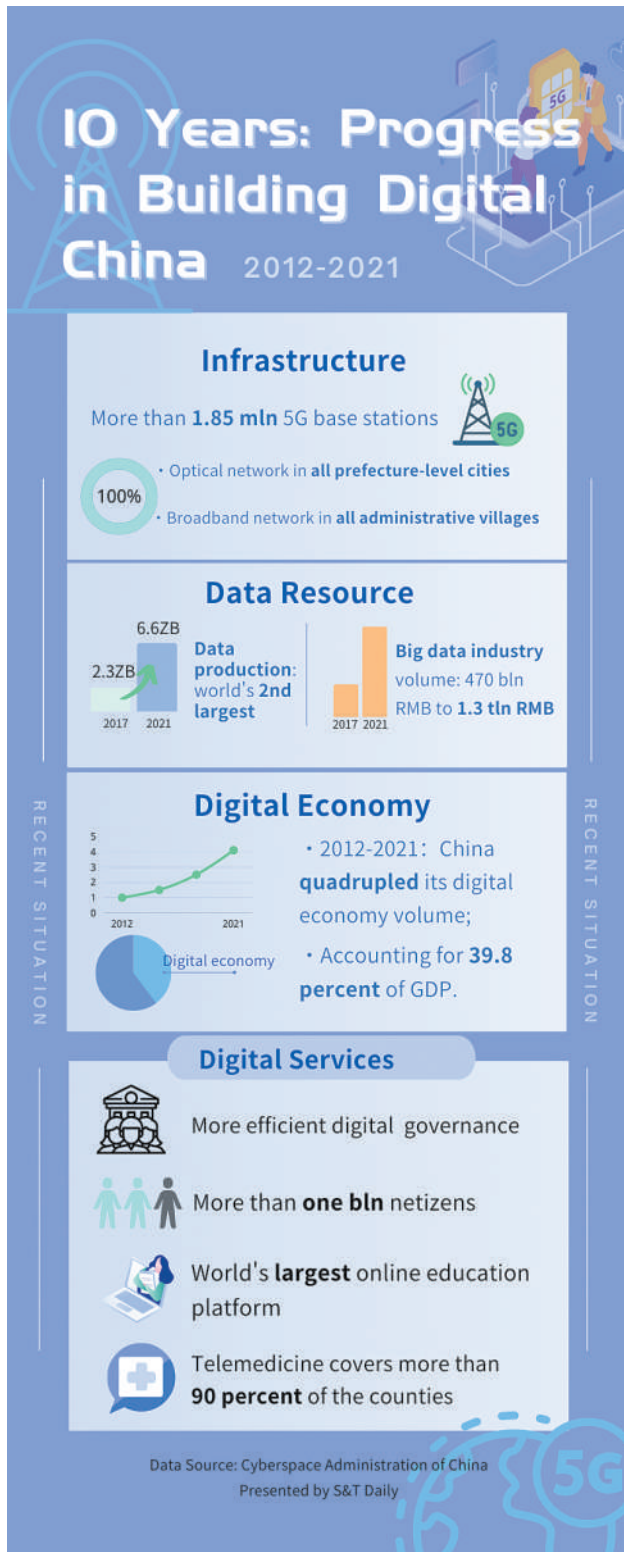 5G
10 Years: Progress
in Building Digital
China 2012-2021
Infrastructure
More than 1.85 mln 5G base stations
5G
100%
· Optical network in all prefecture-level cities
· Broadband network in all administrative villages
Data Resource
6.6ZB
2.3ZB
2017 2021
Data
production:
world's 2nd
largest
2017 2021
Big data industry
volume: 470 bln
RMB to 1.3 tln RMB
RECENT SITUATION
RECENT SITUATION
Digital Economy
5
4
3
2
1
0
2012 2021
Digital economy
· 2012-2021: China
quadrupled its digital
economy volume;
· Accounting for 39.8
percent of GDP.
Digital Services
More efficient digital governance
More than one bln netizens
World's largest online education
platform
Telemedicine covers more than
90 percent of the counties
Data Source: Cyberspace Administration of China
Presented by S&T Daily
5G